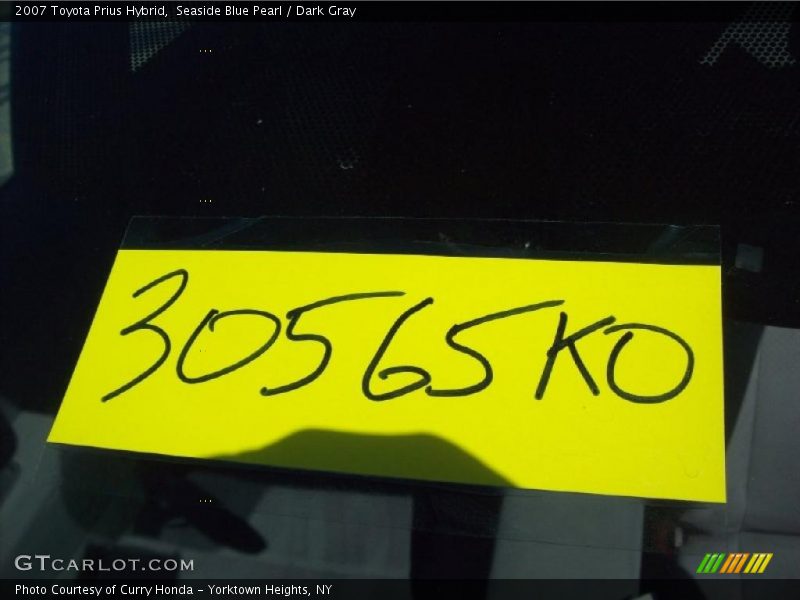 2007 Toyota Prius Hybrid,  Seaside Blue Pearl / Dark Gray
30565KO
GTCARLOT.COM
Photo Courtesy of Curry Honda - Yorktown Heights, NY